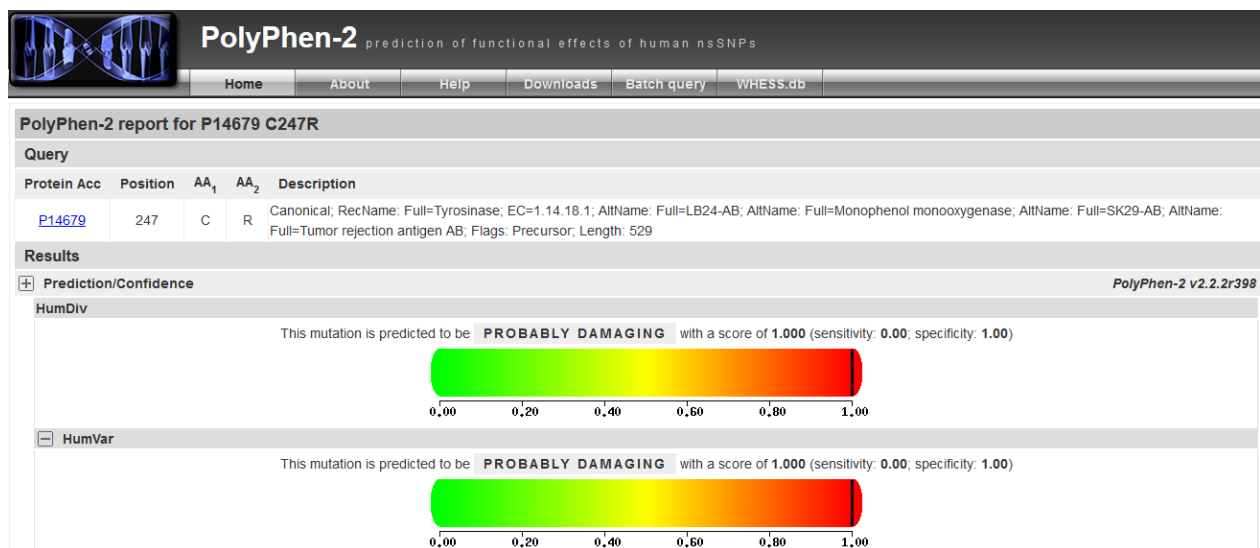 PolyPhen-2 prediction of functional effects of human nsSNPs
Home About Help Downloads Batch query WHESS.db
PolyPhen-2 report for P14679 C247R
Query
Protein Acc Position AA1 AA2 Description
P14679 247 C R Canonical; RecName: Full=Tyrosinase; EC=1.14.18.1; AltName: Full=LB24-AB; AltName: Full=Monophenol monooxygenase; AltName: Full=SK29-AB; AltName:
Full=Tumor rejection antigen AB; Flags: Precursor; Length: 529
Results
+ Prediction/Confidence PolyPhen-2 v2.2.2r398
HumDiv
This mutation is predicted to be PROBABLY DAMAGING with a score of 1.000 (sensitivity: 0.00; specificity: 1.00)
0.00 0.20 0.40 0.60 0.80 1.00
− HumVar
This mutation is predicted to be PROBABLY DAMAGING with a score of 1.000 (sensitivity: 0.00; specificity: 1.00)
0.00 0.20 0.40 0.60 0.80 1.00